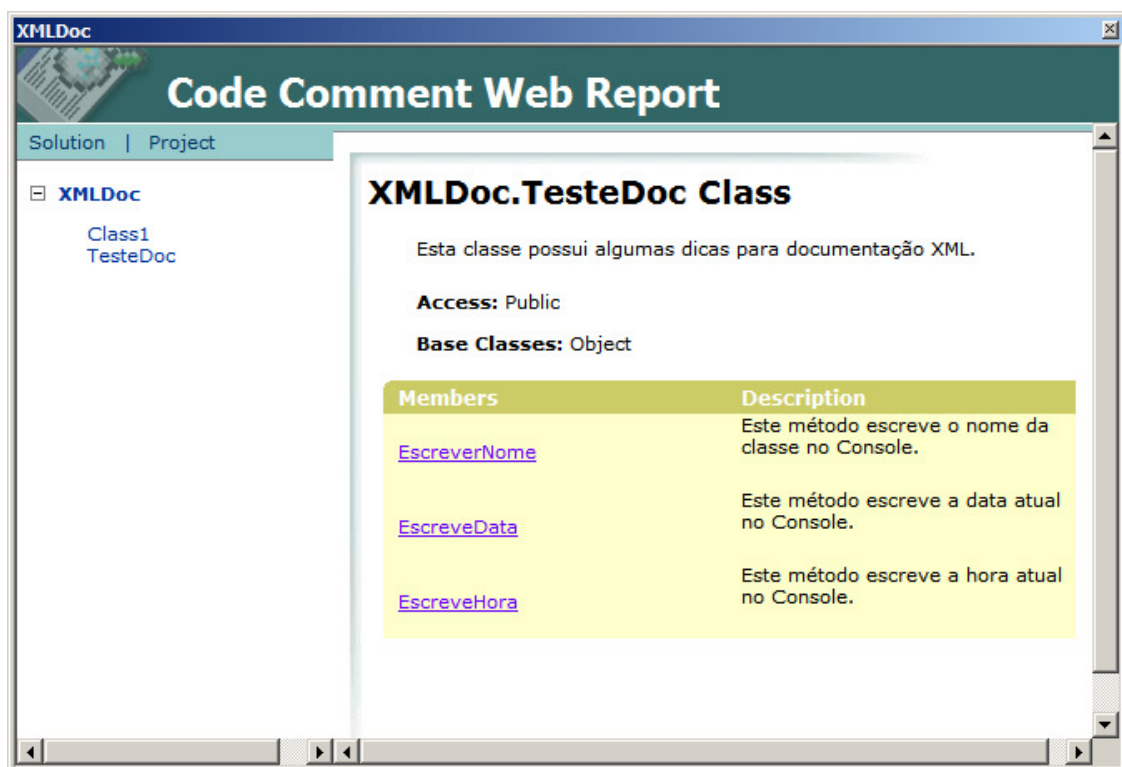 XMLDoc
Code Comment Web Report
Solution | Project
XMLDoc
Class1
TesteDoc
XMLDoc.TesteDoc Class
Esta classe possui algumas dicas para documentação XML.
Access: Public
Base Classes: Object
Members Description
EscreverNome
Este método escreve o nome da
classe no Console.
EscreveData
Este método escreve a data atual
no Console.
EscreveHora
Este método escreve a hora atual
no Console.